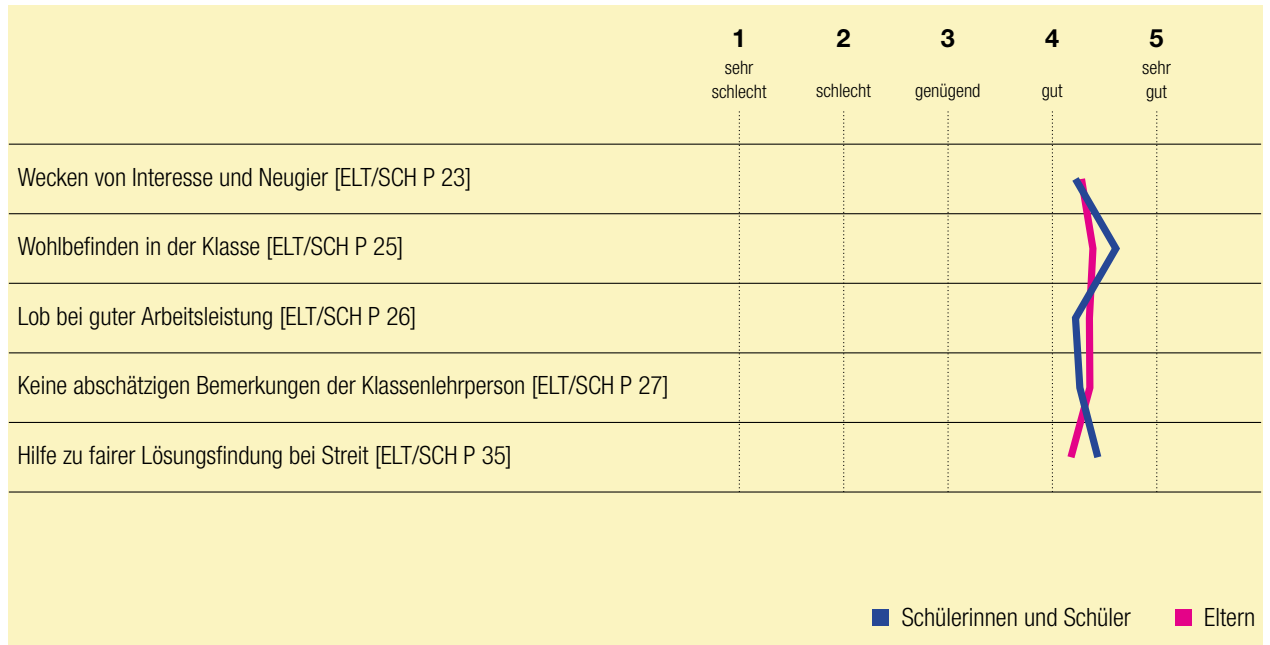 1 2 3 4 5
sehr schlecht schlecht genügend gut sehr gut
Wecken von Interesse und Neugier [ELT/SCH P 23]
Wohlbefinden in der Klasse [ELT/SCH P 25]
Lob bei guter Arbeitsleistung [ELT/SCH P 26]
Keine abschätzigen Bemerkungen der Klassenlehrperson [ELT/SCH P 27]
Hilfe zu fairer Lösungsfindung bei Streit [ELT/SCH P 35]
Schülerinnen und Schüler Eltern